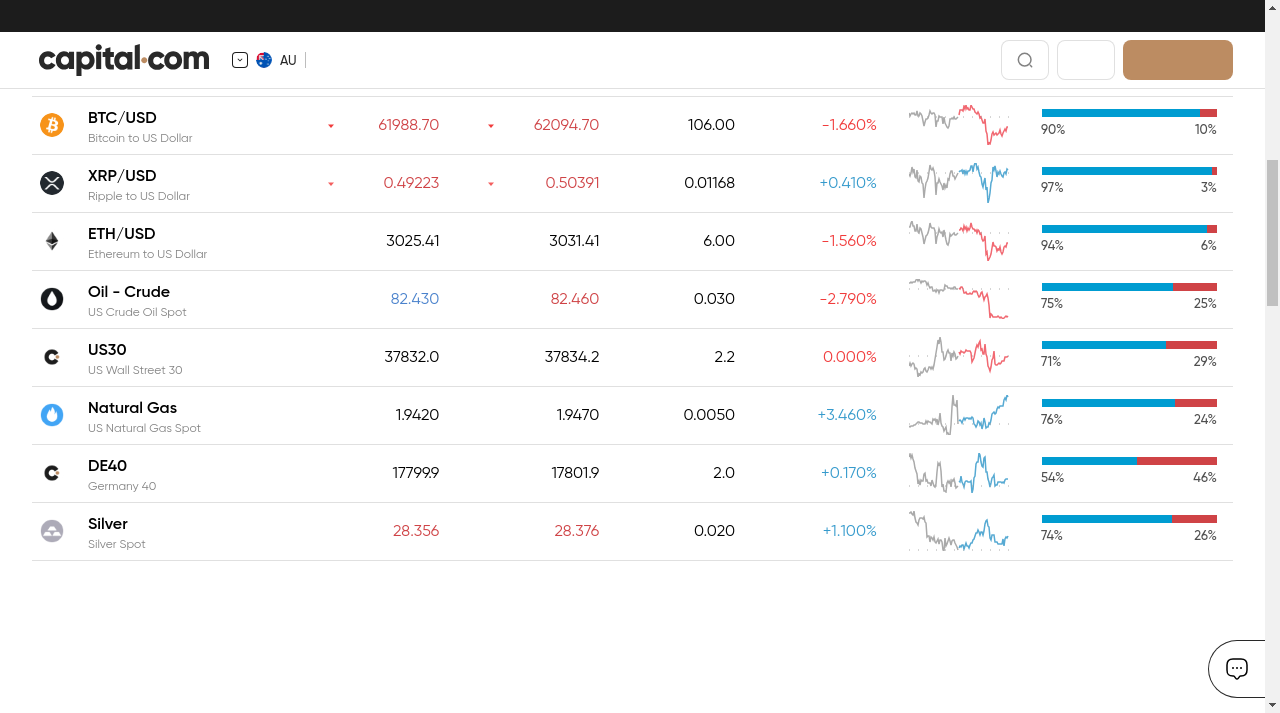 capital.com AU
BTC/USD 61988.70 62094.70 106.00 -1.660%
Bitcoin to US Dollar 90% 10%
XRP/USD 0.49223 0.50391 0.01168 +0.410%
Ripple to US Dollar 97% 3%
ETH/USD 3025.41 3031.41 6.00 -1.560%
Ethereum to US Dollar 94% 6%
Oil - Crude 82.430 82.460 0.030 -2.790%
US Crude Oil Spot 75% 25%
US30 37832.0 37834.2 2.2 0.000%
US Wall Street 30 71% 29%
Natural Gas 1.9420 1.9470 0.0050 +3.460%
US Natural Gas Spot 76% 24%
DE40 17799.9 17801.9 2.0 +0.170%
Germany 40 54% 46%
Silver 28.356 28.376 0.020 +1.100%
Silver Spot 74% 26%